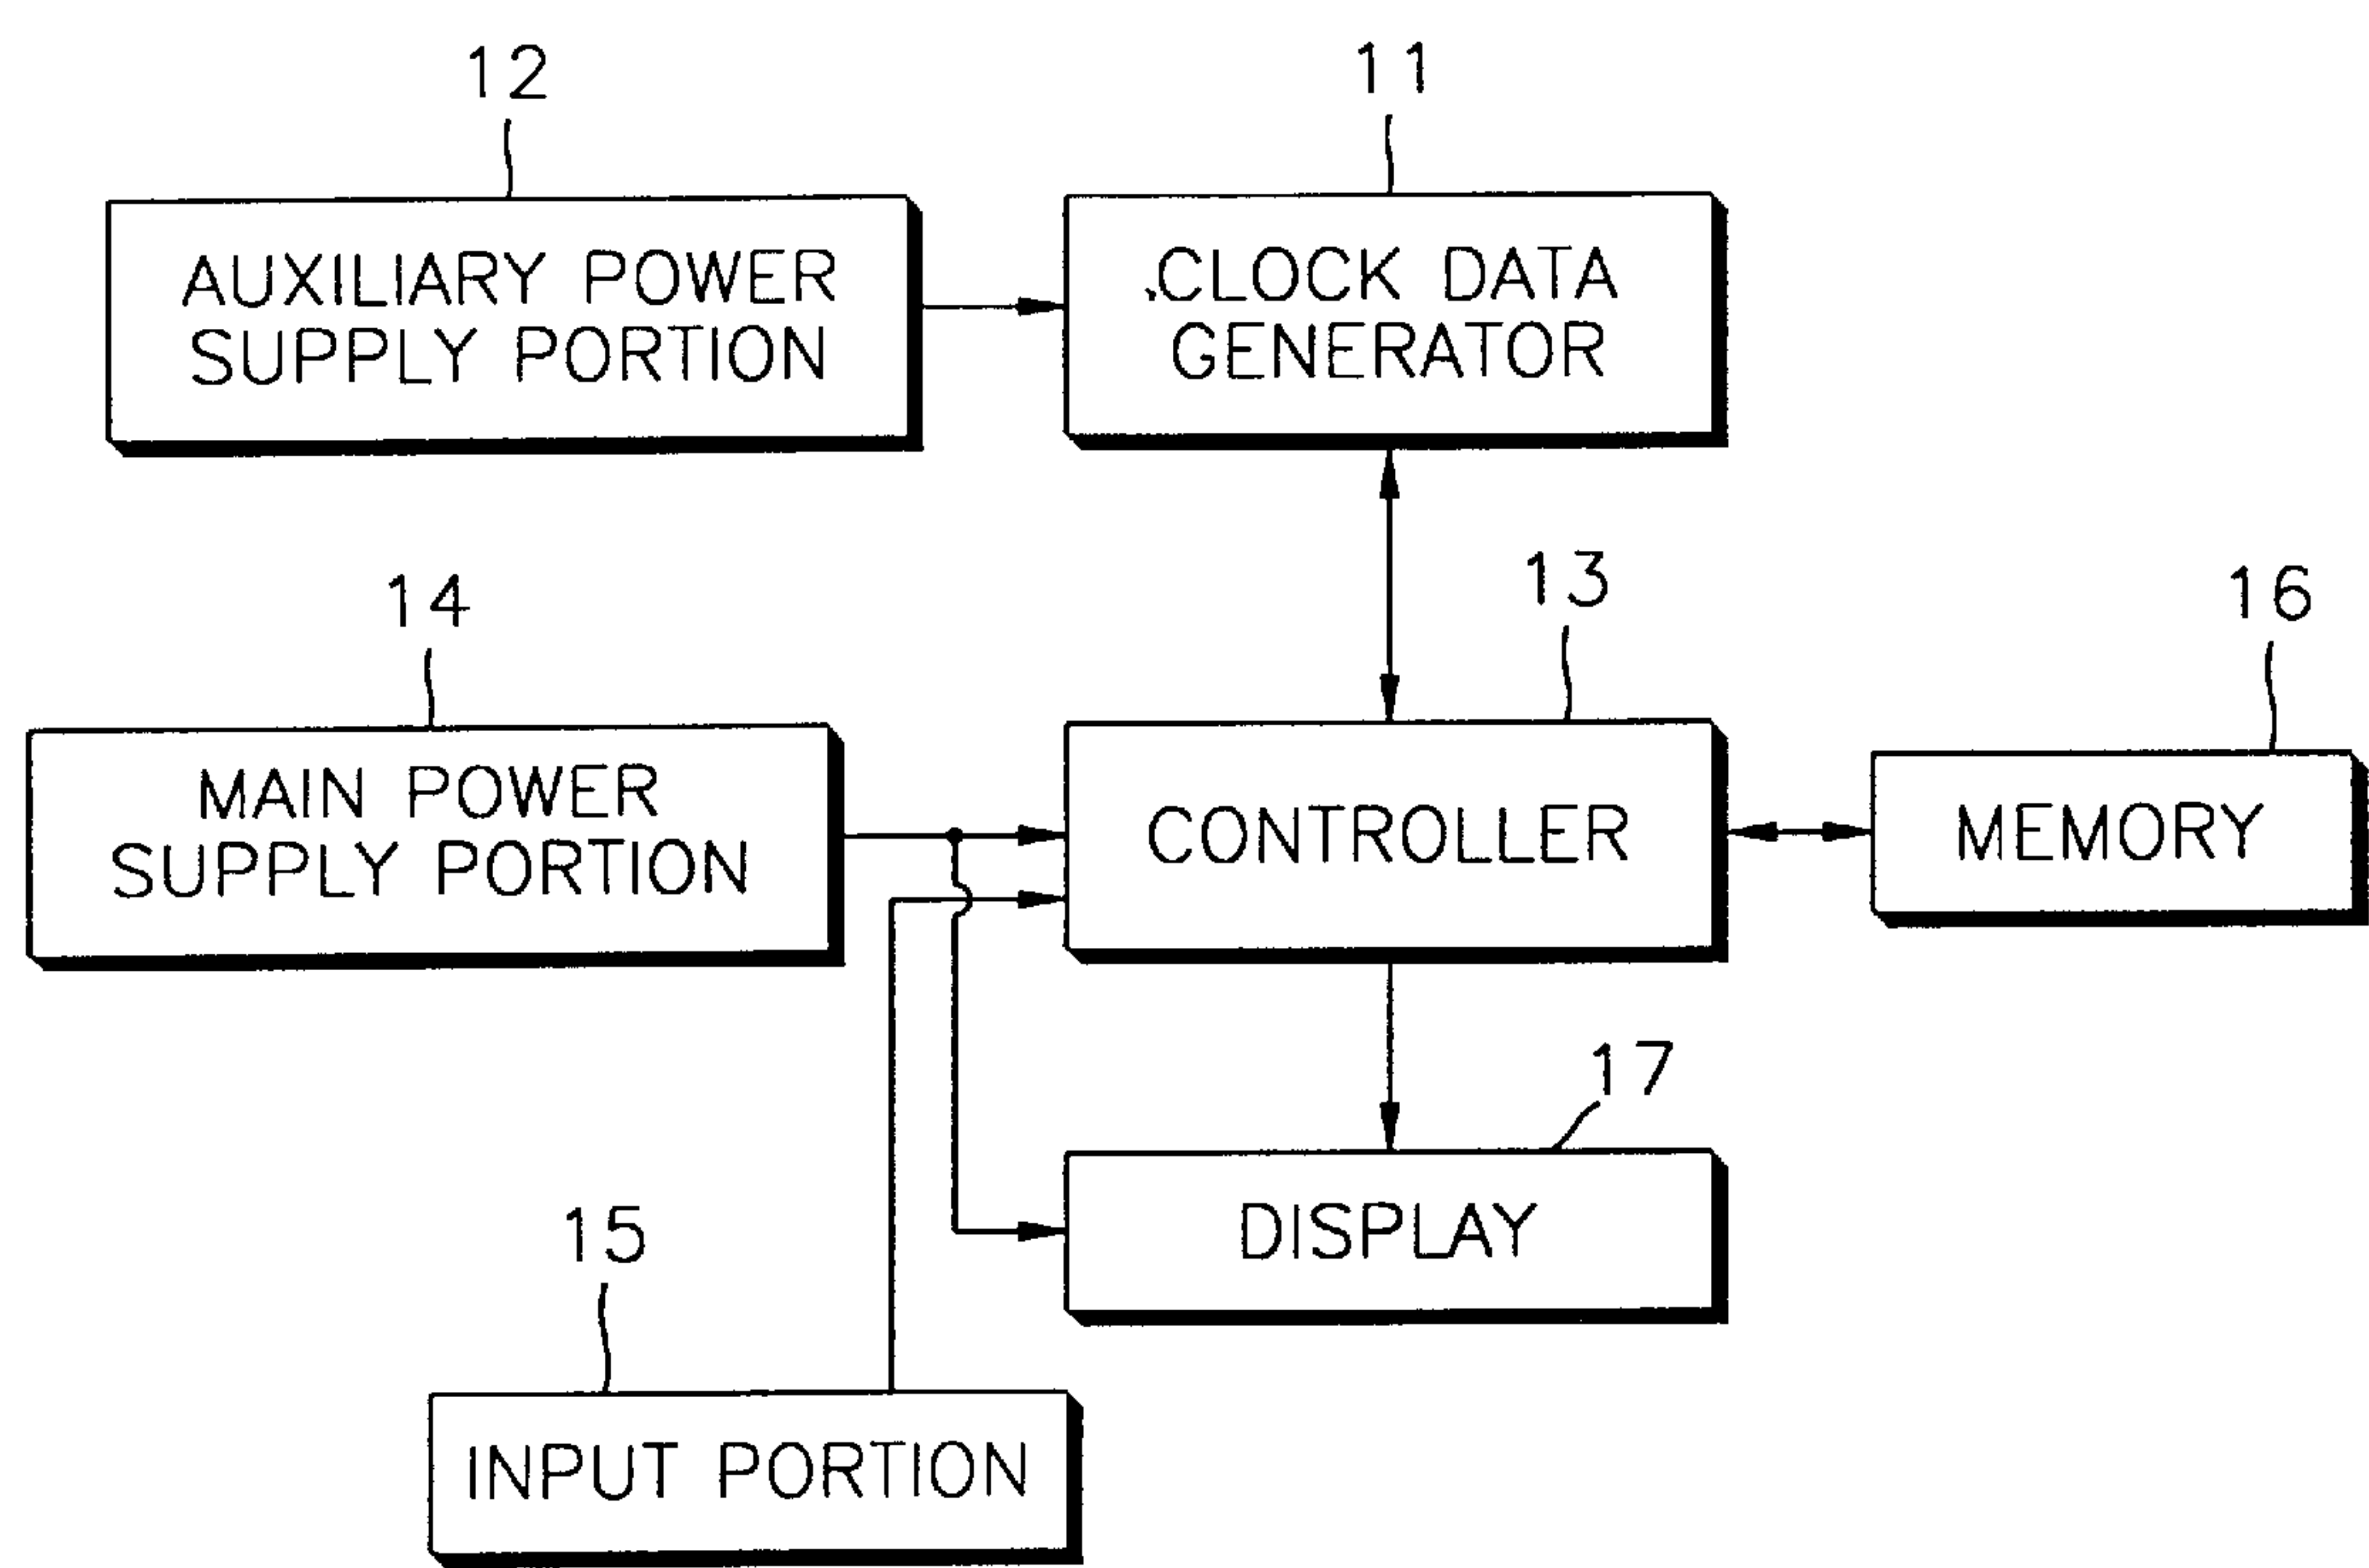 12
11
AUXILIARY POWER
SUPPLY PORTION
CLOCK DATA
GENERATOR
14
13
16
MAIN POWER
SUPPLY PORTION
CONTROLLER
MEMORY
17
DISPLAY
15
INPUT PORTION